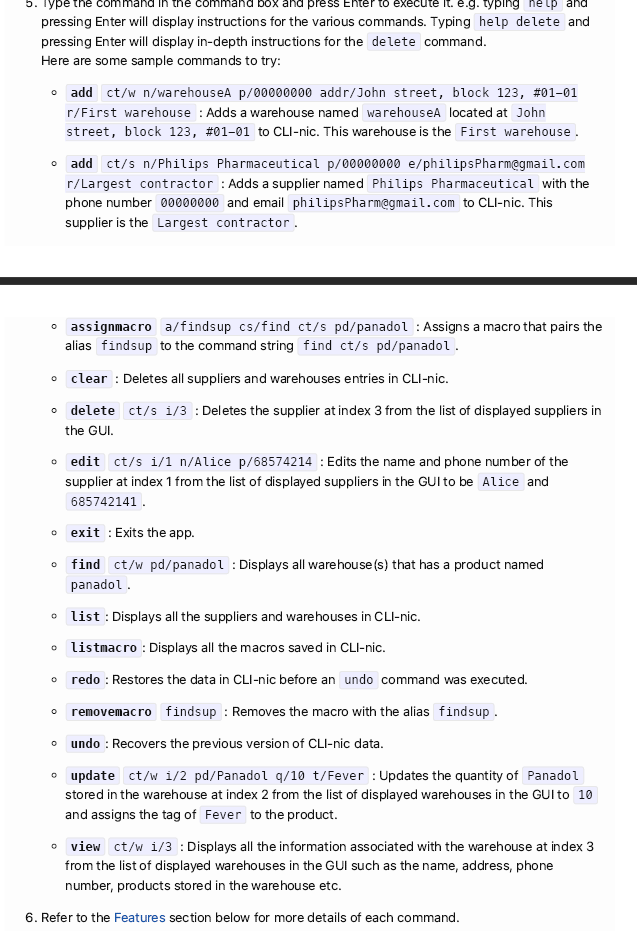 5. Type the command in the command box and press Enter to execute it. e.g. typing help and
pressing Enter will display instructions for the various commands. Typing help delete and
pressing Enter will display in-depth instructions for the delete command.
Here are some sample commands to try:
◦ add ct/w n/warehouseA p/00000000 addr/John street, block 123, #01-01
r/First warehouse : Adds a warehouse named warehouseA located at John
street, block 123, #01-01 to CLI-nic. This warehouse is the First warehouse.
◦ add ct/s n/Philips Pharmaceutical p/00000000 e/philipsPharm@gmail.com
r/Largest contractor : Adds a supplier named Philips Pharmaceutical with the
phone number 00000000 and email philipsPharm@gmail.com to CLI-nic. This
supplier is the Largest contractor.
◦ assignmacro a/findsup cs/find ct/s pd/panadol : Assigns a macro that pairs the
alias findsup to the command string find ct/s pd/panadol.
◦ clear : Deletes all suppliers and warehouses entries in CLI-nic.
◦ delete ct/s i/3 : Deletes the supplier at index 3 from the list of displayed suppliers in
the GUI.
◦ edit ct/s i/1 n/Alice p/68574214 : Edits the name and phone number of the
supplier at index 1 from the list of displayed suppliers in the GUI to be Alice and
685742141.
◦ exit : Exits the app.
◦ find ct/w pd/panadol : Displays all warehouse(s) that has a product named
panadol.
◦ list : Displays all the suppliers and warehouses in CLI-nic.
◦ listmacro : Displays all the macros saved in CLI-nic.
◦ redo : Restores the data in CLI-nic before an undo command was executed.
◦ removemacro findsup : Removes the macro with the alias findsup.
◦ undo : Recovers the previous version of CLI-nic data.
◦ update ct/w i/2 pd/Panadol q/10 t/Fever : Updates the quantity of Panadol
stored in the warehouse at index 2 from the list of displayed warehouses in the GUI to 10
and assigns the tag of Fever to the product.
◦ view ct/w i/3 : Displays all the information associated with the warehouse at index 3
from the list of displayed warehouses in the GUI such as the name, address, phone
number, products stored in the warehouse etc.
6. Refer to the Features section below for more details of each command.